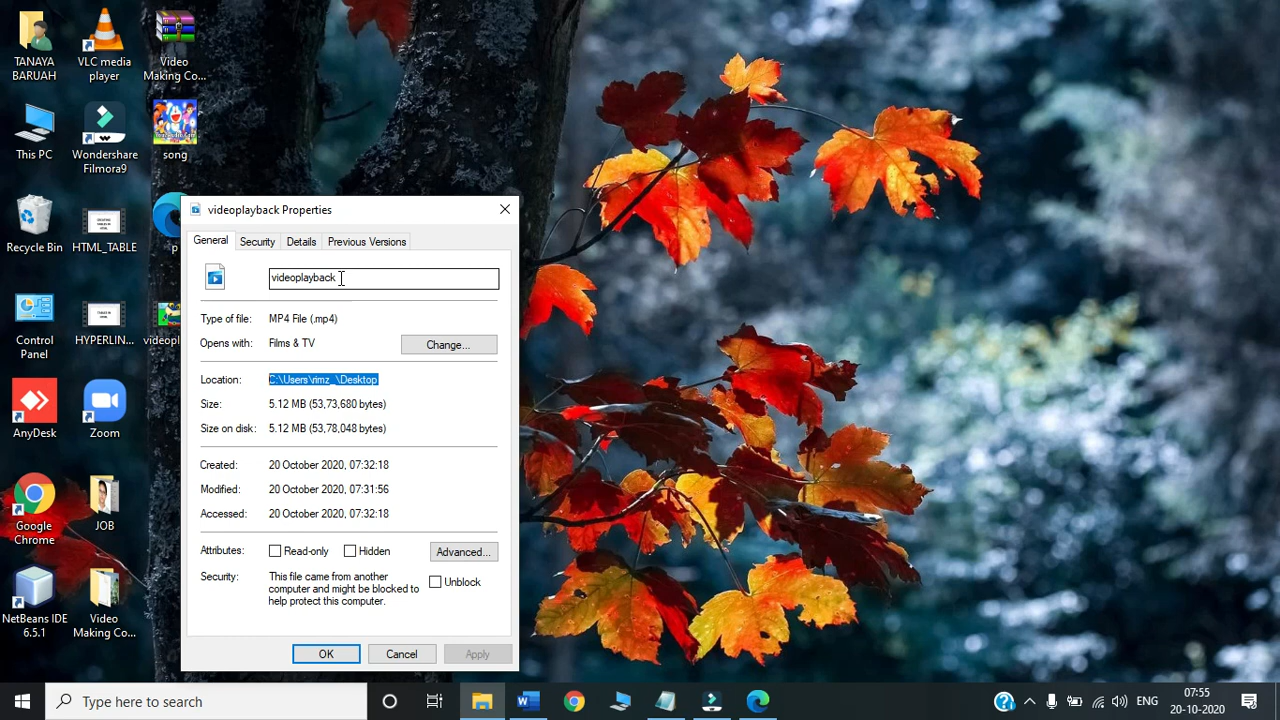 TANAYA
BARUAH
VLC media
player
Video
Making Co...
This PC
Wondershare
Filmora9
song
Recycle Bin
HTML_TABLE
p
Control
Panel
HYPERLIN...
videopl
AnyDesk
Zoom
Google
Chrome
JOB
NetBeans IDE
6.5.1
Video
Making Co...
videoplayback Properties
General
Security
Details
Previous Versions
videoplayback
Type of file:
MP4 File (.mp4)
Opens with:
Films & TV
Change...
Location:
C:\Users\rimz_\Desktop
Size:
5.12 MB (53,73,680 bytes)
Size on disk:
5.12 MB (53,78,048 bytes)
Created:
20 October 2020, 07:32:18
Modified:
20 October 2020, 07:31:56
Accessed:
20 October 2020, 07:32:18
Attributes:
Read-only
Hidden
Advanced...
Security:
This file came from another
computer and might be blocked to
help protect this computer.
Unblock
OK
Cancel
Apply
Type here to search
ENG
07:55
20-10-2020